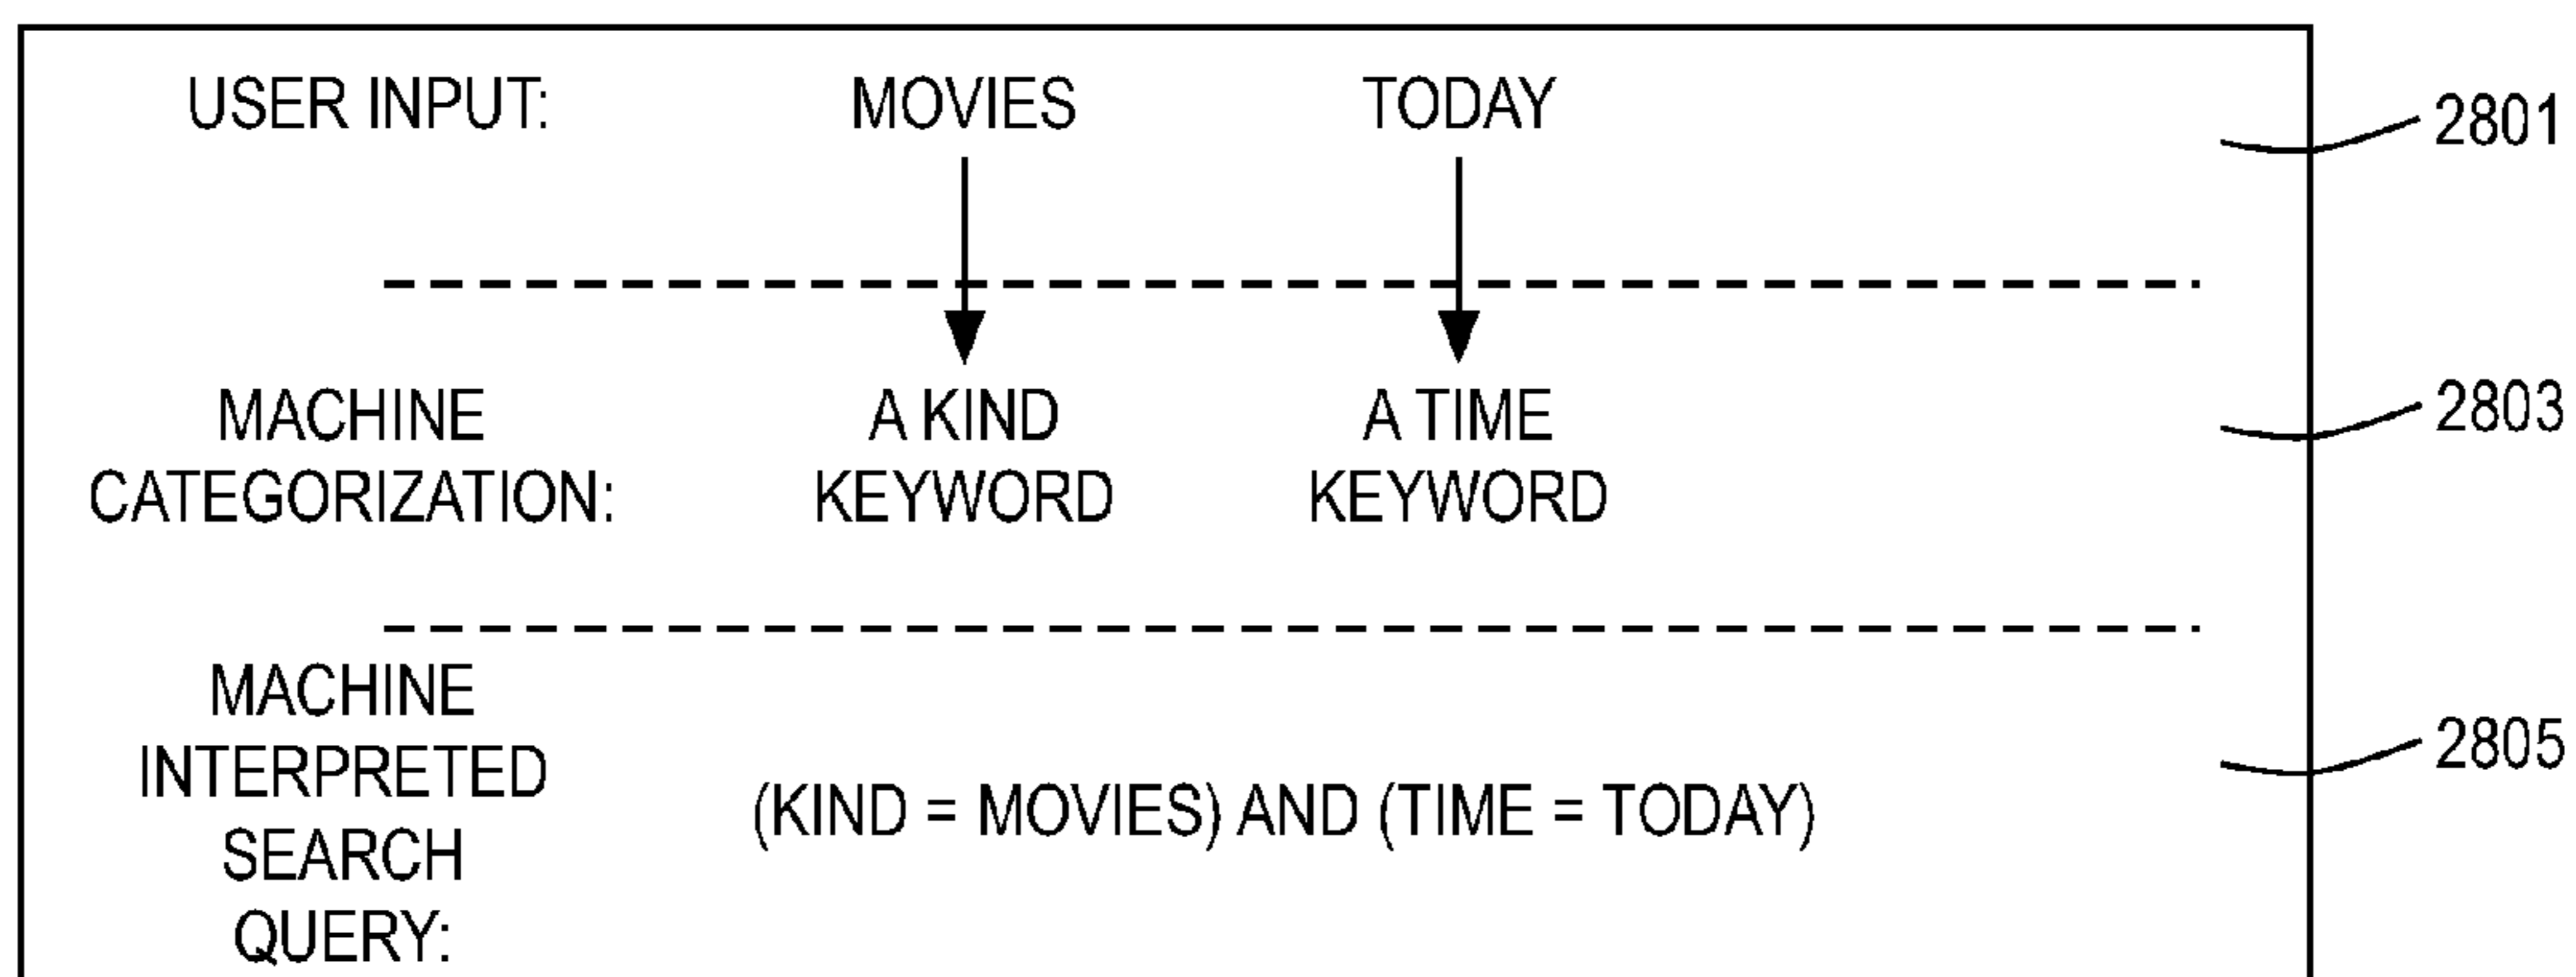 USER INPUT: MOVIES TODAY 2801
MACHINE CATEGORIZATION: A KIND KEYWORD A TIME KEYWORD 2803
MACHINE INTERPRETED SEARCH QUERY: (KIND = MOVIES) AND (TIME = TODAY) 2805